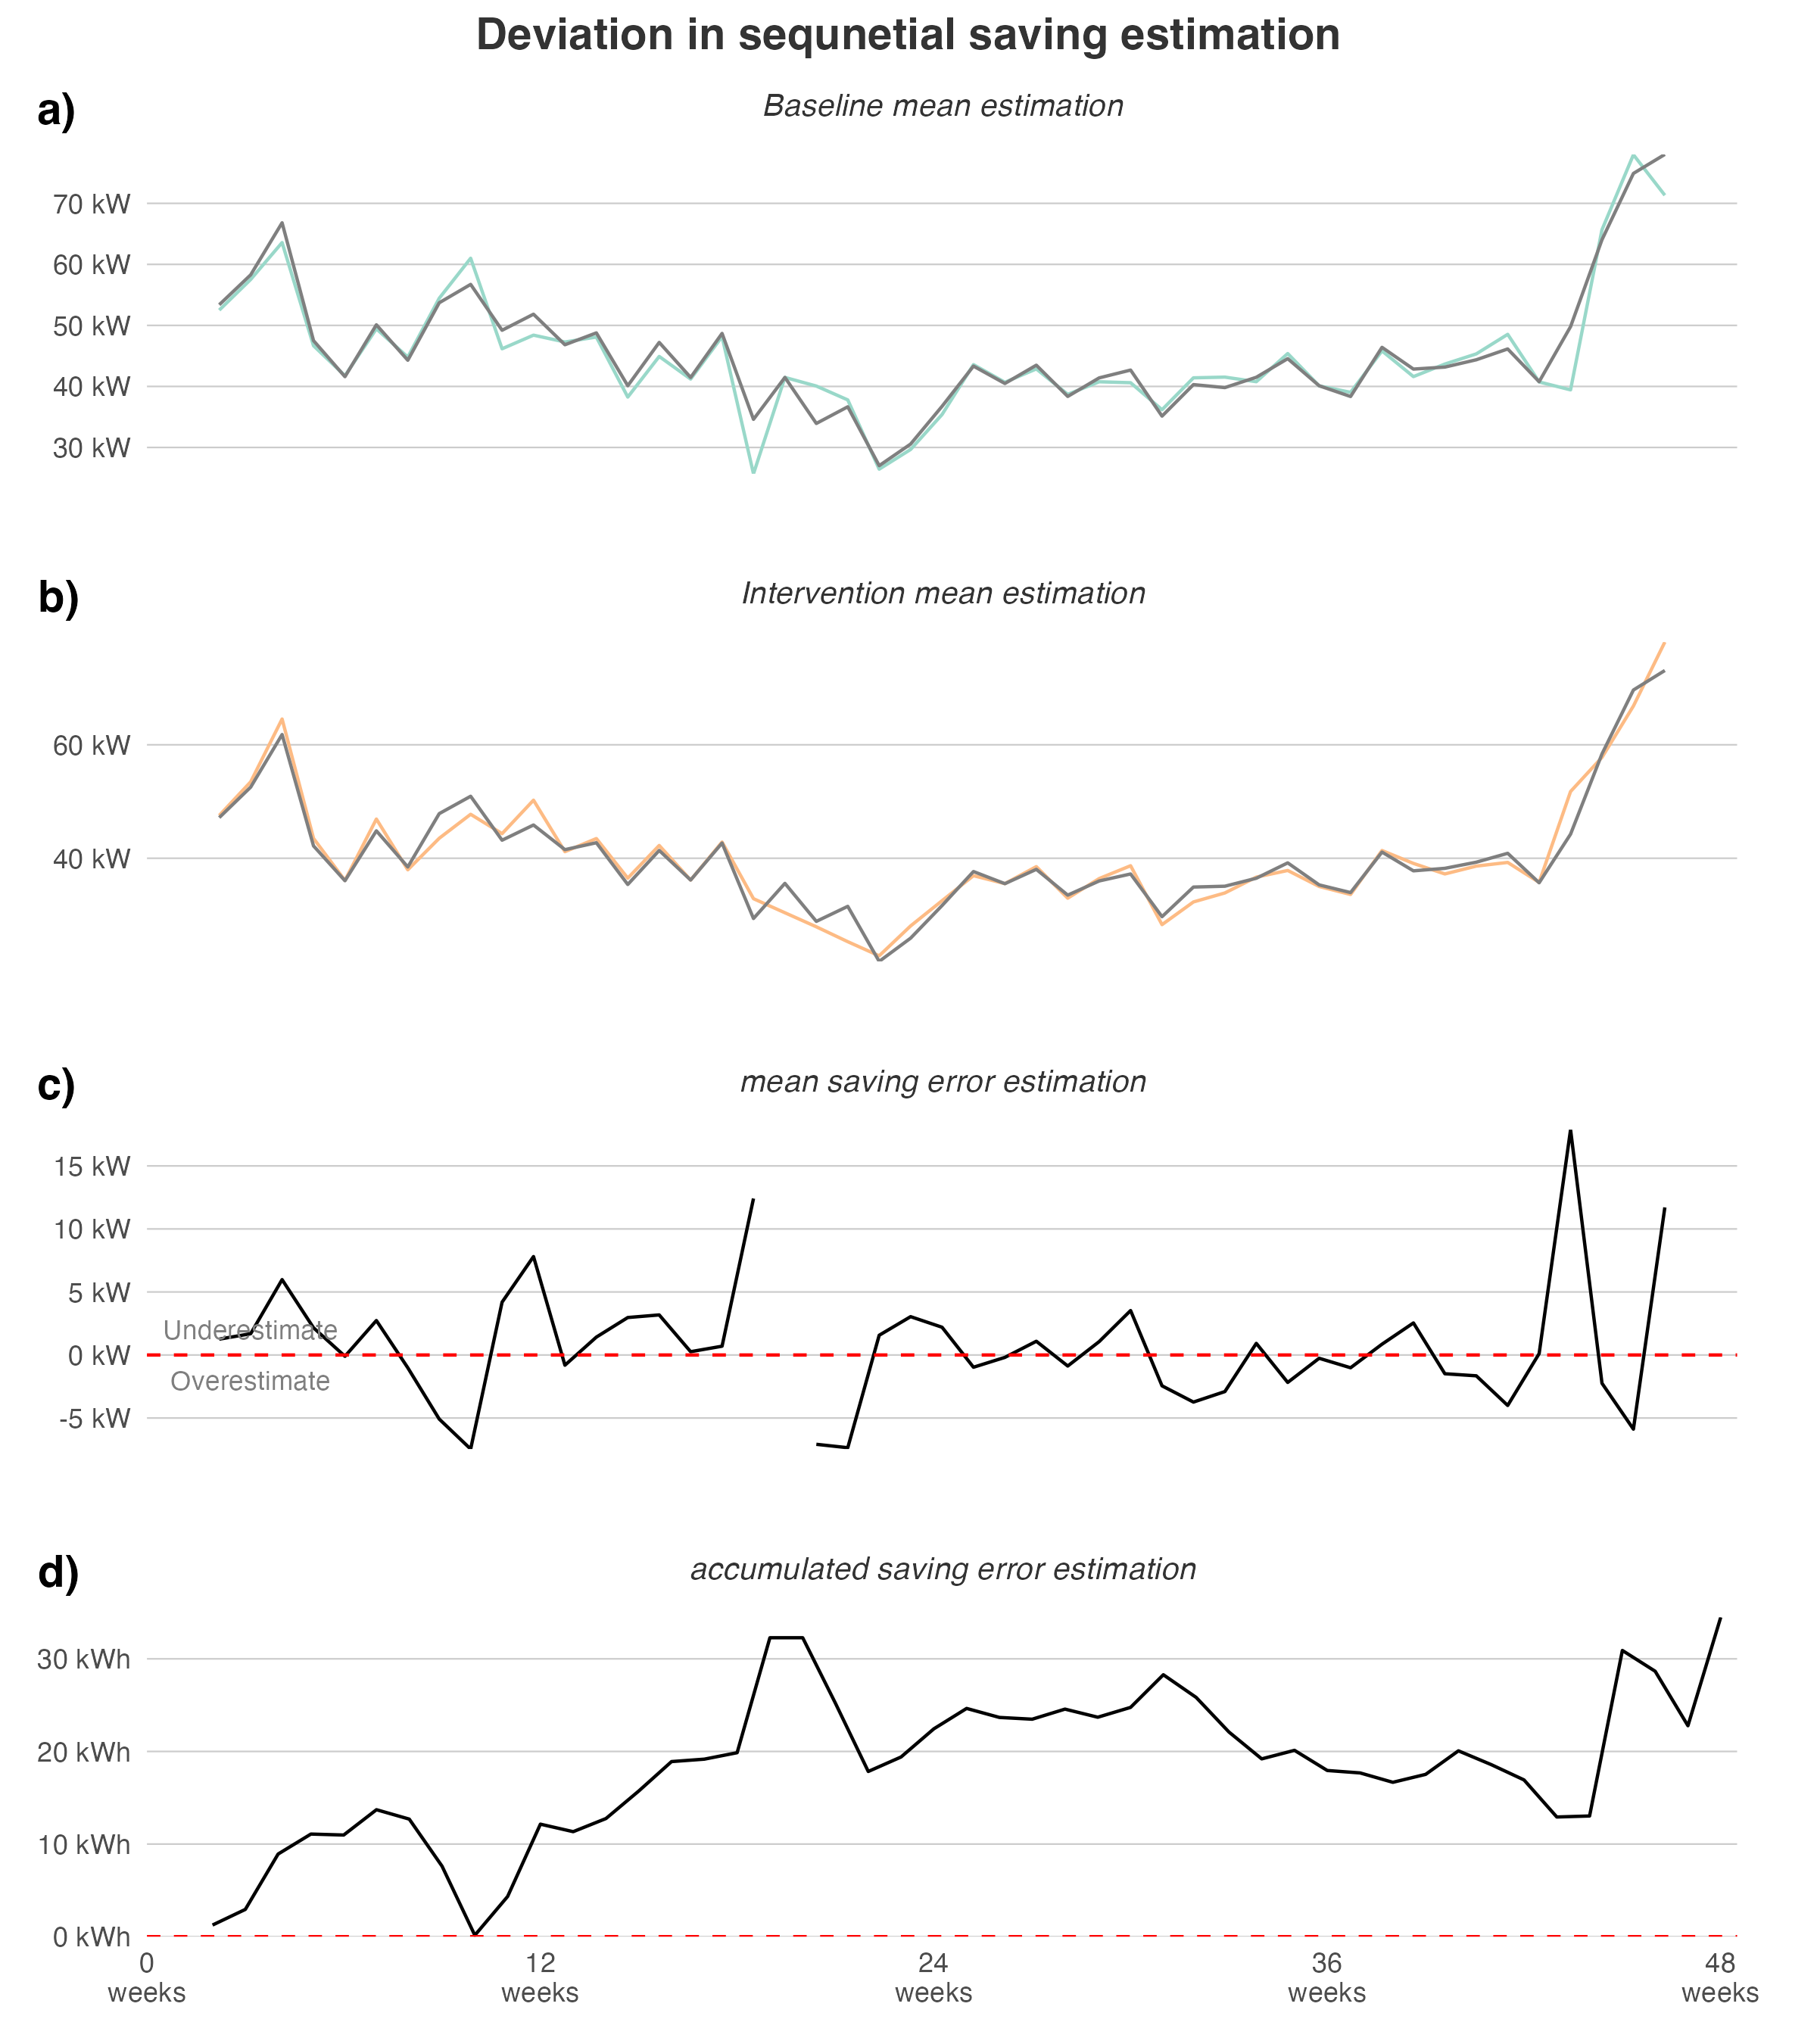 Deviation in sequnetial saving estimation
a)
Baseline mean estimation
70 kW
60 kW
50 kW
40 kW
30 kW
b)
Intervention mean estimation
60 kW
40 kW
c)
mean saving error estimation
15 kW
10 kW
5 kW
Underestimate
0 kW
Overestimate
-5 kW
d)
accumulated saving error estimation
30 kWh
20 kWh
10 kWh
0 kWh
0 12 24 36 48
weeks weeks weeks weeks weeks